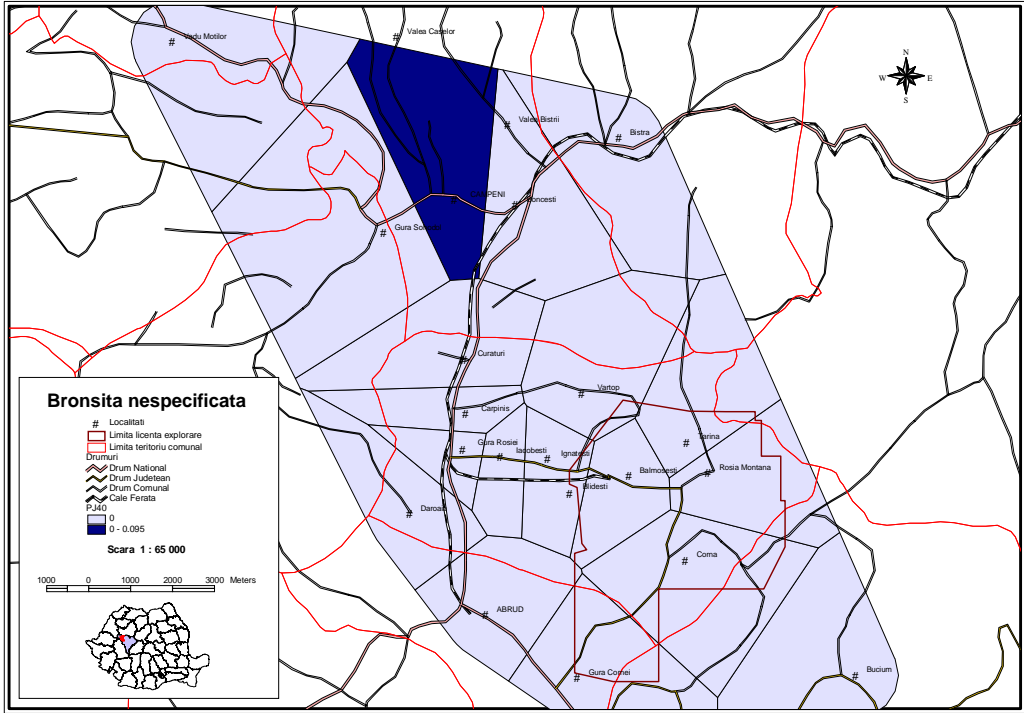 Vadu Motilor
#
Valea Caselor
#
N
W E
S
Valea Bistrii
#
Bistra
#
#
Boncesti
#
Gura
#
Curaturi
#
Vartop
#
Carpinis
#
Gura Rosiei
#
Iacobesti
#
Ignatesti
#
Tarina
#
Balmosesti
#
Rosia Montana
#
Blidesti
#
Daroaia
#
Corna
#
ABRUD
#
Gura Cornei
#
Bucium
#
Bronsita nespecificata
# Localitati
Limita licenta explorare
Limita teritoriu comunal
Drumuri
Drum National
Drum Judetean
Drum Comunal
Cale Ferata
PJ40
0
0 - 0.095
Scara 1 : 65 000
1000 0 1000 2000 3000 Meters